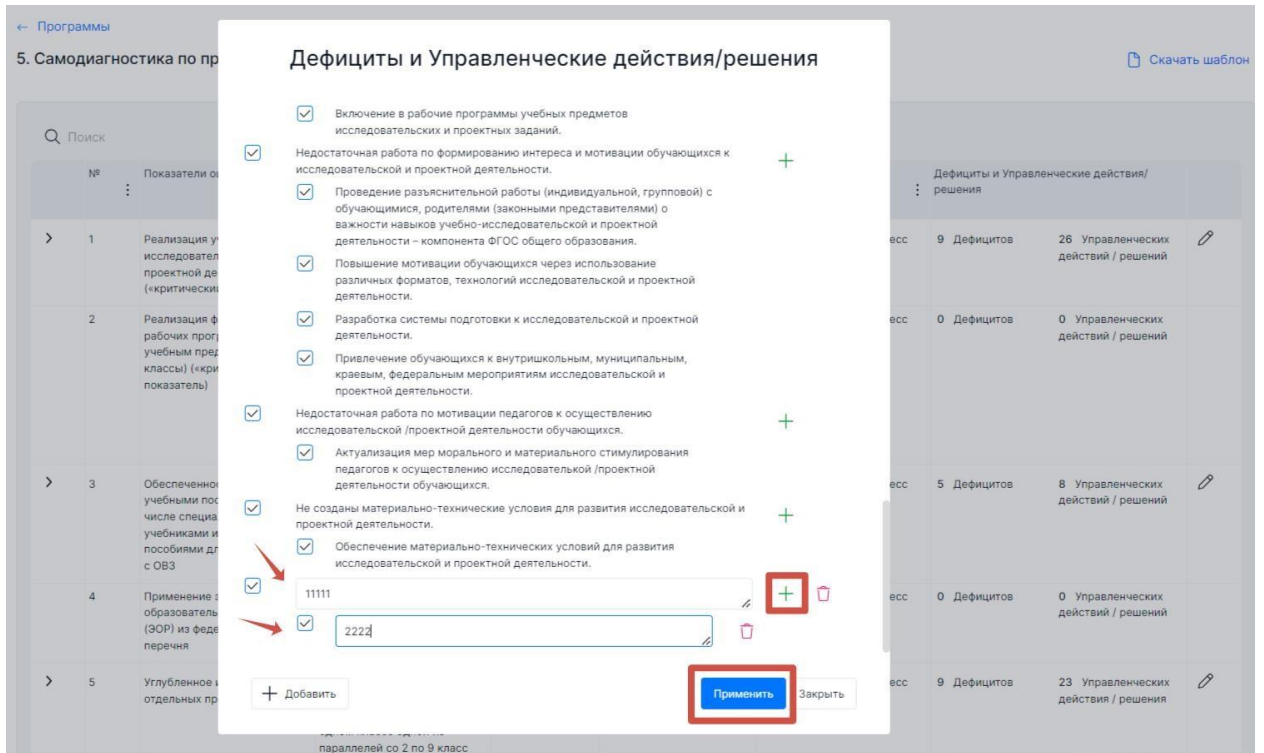 ← Программы
5. Самодиагностика по пр
Скачать шаблон
Поиск
№
Показатели
Дефициты и Управленческие действия/
решения
1
Реализация
исследовател
проектной де
(«критически
есс
9 Дефицитов
26 Управленческих
действий / решений
2
Реализация
рабочих прог
учебным пред
классы) («кри
показатель)
есс
0 Дефицитов
0 Управленческих
действий / решений
3
Обеспеченно
учебными пос
числе специа
учебниками и
пособиями дл
с ОВЗ
есс
5 Дефицитов
8 Управленческих
действий / решений
4
Применение
образователь
(ЭОР) из феде
перечня
есс
0 Дефицитов
0 Управленческих
действий / решений
5
Углубленное
отдельных пр
параллелей со 2 по 9 класс
есс
9 Дефицитов
23 Управленческих
действия / решения
Дефициты и Управленческие действия/решения
Включение в рабочие программы учебных предметов
исследовательских и проектных заданий.
Недостаточная работа по формированию интереса и мотивации обучающихся к
исследовательской и проектной деятельности.
Проведение разъяснительной работы (индивидуальной, групповой) с
обучающимися, родителями (законными представителями) о
важности навыков учебно-исследовательской и проектной
деятельности – компонента ФГОС общего образования.
Повышение мотивации обучающихся через использование
различных форматов, технологий исследовательской и проектной
деятельности.
Разработка системы подготовки к исследовательской и проектной
деятельности.
Привлечение обучающихся к внутришкольным, муниципальным,
краевым, федеральным мероприятиям исследовательской и
проектной деятельности.
Недостаточная работа по мотивации педагогов к осуществлению
исследовательской /проектной деятельности обучающихся.
Актуализация мер морального и материального стимулирования
педагогов к осуществлению исследователькой /проектной
деятельности обучающихся.
Не созданы материально-технические условия для развития исследовательской и
проектной деятельности.
Обеспечение материально-технических условий для развития
исследовательской и проектной деятельности.
11111
2222
+ Добавить
Применить
Закрыть